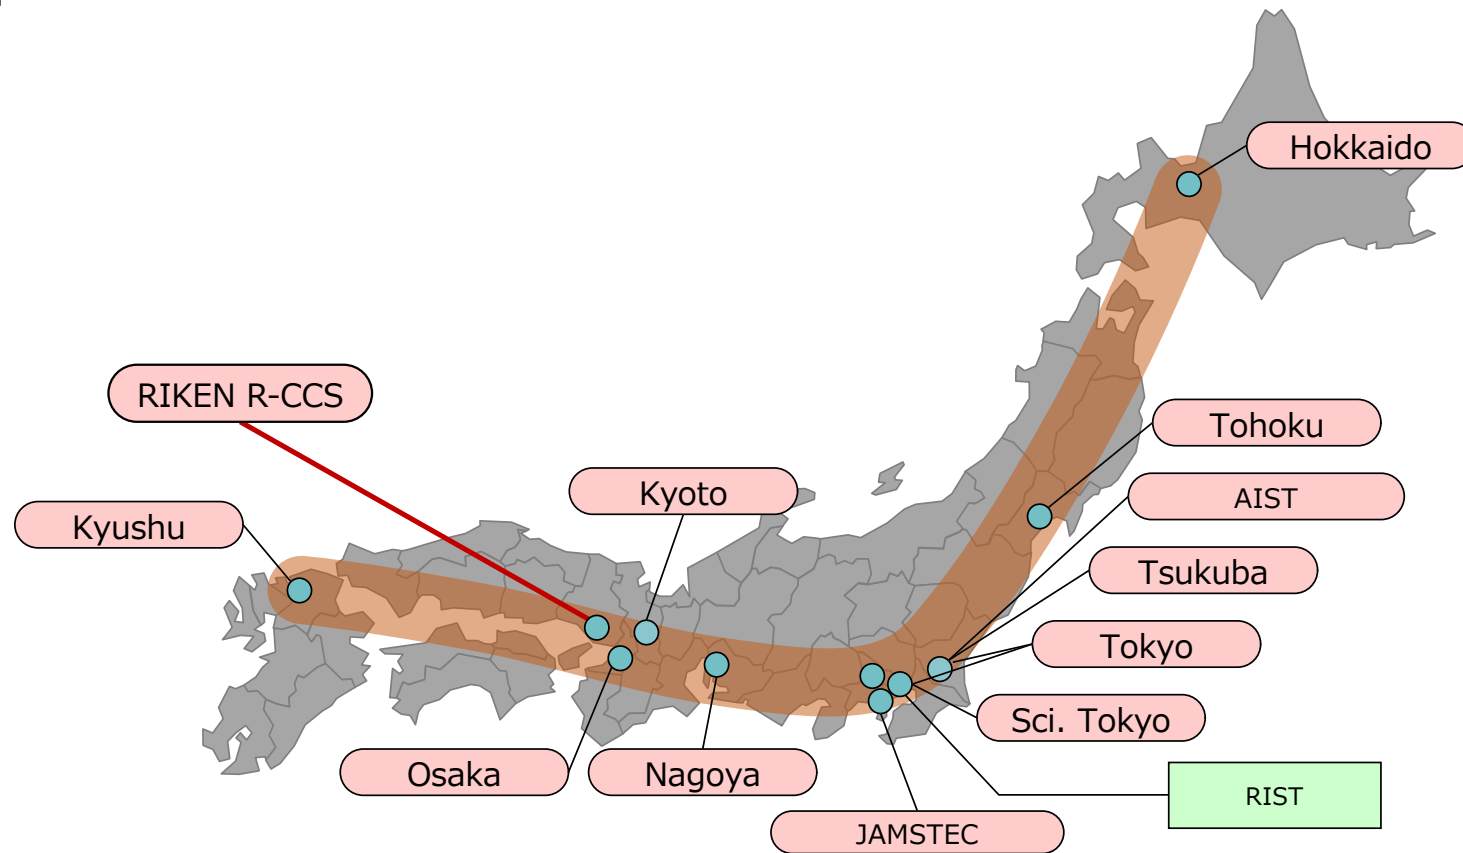 Hokkaido
RIKEN R-CCS
Tohoku
Kyoto
AIST
Kyushu
Tsukuba
Tokyo
Sci. Tokyo
Osaka
Nagoya
RIST
JAMSTEC